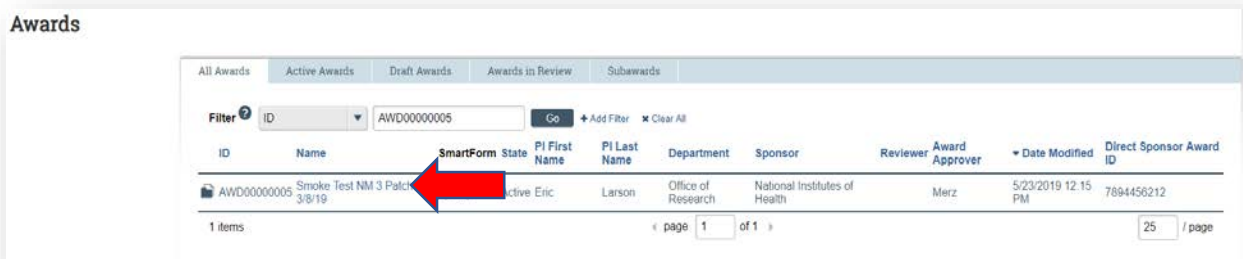 Awards
All Awards Active Awards Draft Awards Awards in Review Subawards
Filter ? ID AWD00000005 Go + Add Filter × Clear All
ID Name SmartForm State PI First Name PI Last Name Department Sponsor Reviewer Award Approver Date Modified Direct Sponsor Award ID
AWD00000005 Smoke Test NM 3 Patch Active Eric Larson Office of Research National Institutes of Health Merz 5/23/2019 12:15 PM 7894456212
3/8/19
1 items page 1 of 1 25 / page